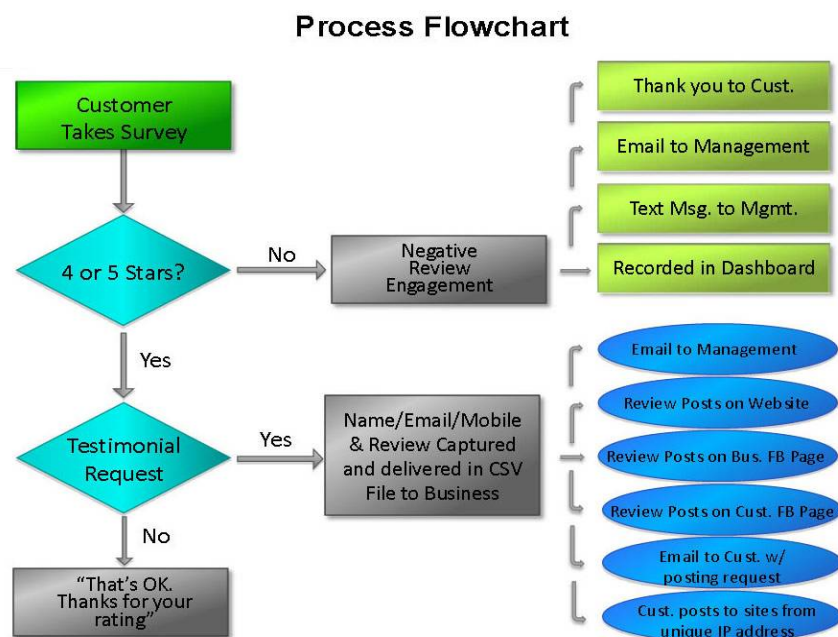 Process Flowchart
Customer
Takes Survey
4 or 5 Stars?
No
Negative
Review
Engagement
Thank you to Cust.
Email to Management
Text Msg. to Mgmt.
Recorded in Dashboard
Yes
Testimonial
Request
Yes
Name/Email/Mobile
& Review Captured
and delivered in CSV
File to Business
Email to Management
Review Posts on Website
Review Posts on Bus. FB Page
Review Posts on Cust. FB Page
Email to Cust. w/
posting request
Cust. posts to sites from
unique IP address
No
"That's OK.
Thanks for your
rating"